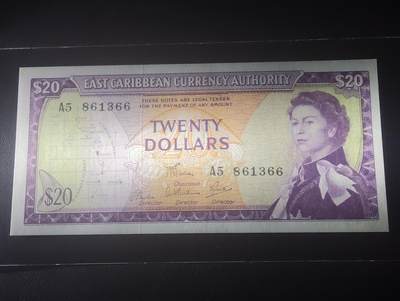 $20 EAST CARIBBEAN CURRENCY AUTHORITY $20
THESE NOTES ARE LEGAL TENDER
FOR THE PAYMENT OF ANY AMOUNT
A5 861366
TWENTY
DOLLARS
A5 861366
Chairman
$20
Director Director Director